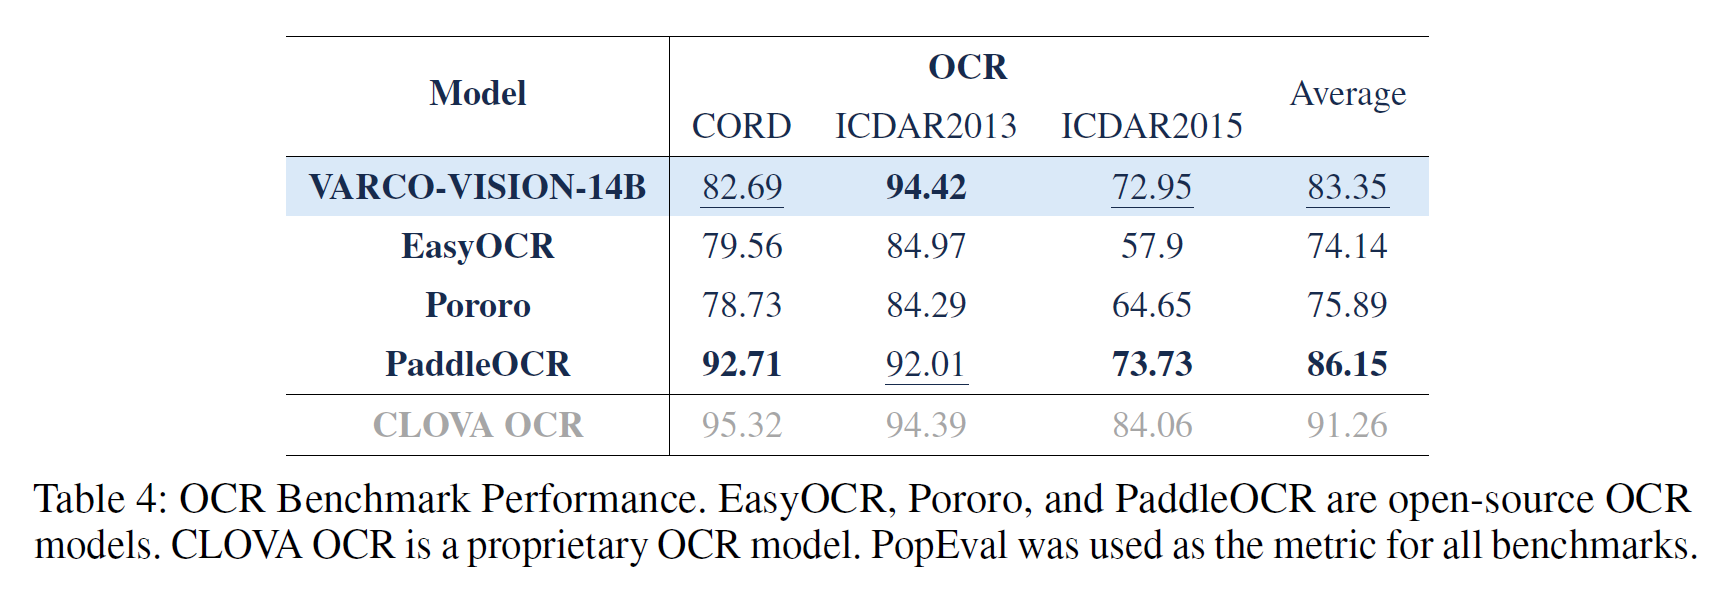 Model OCR Average
CORD ICDAR2013 ICDAR2015
VARCO-VISION-14B 82.69 94.42 72.95 83.35
EasyOCR 79.56 84.97 57.9 74.14
Pororo 78.73 84.29 64.65 75.89
PaddleOCR 92.71 92.01 73.73 86.15
CLOVA OCR 95.32 94.39 84.06 91.26
Table 4: OCR Benchmark Performance. EasyOCR, Pororo, and PaddleOCR are open-source OCR
models. CLOVA OCR is a proprietary OCR model. PopEval was used as the metric for all benchmarks.